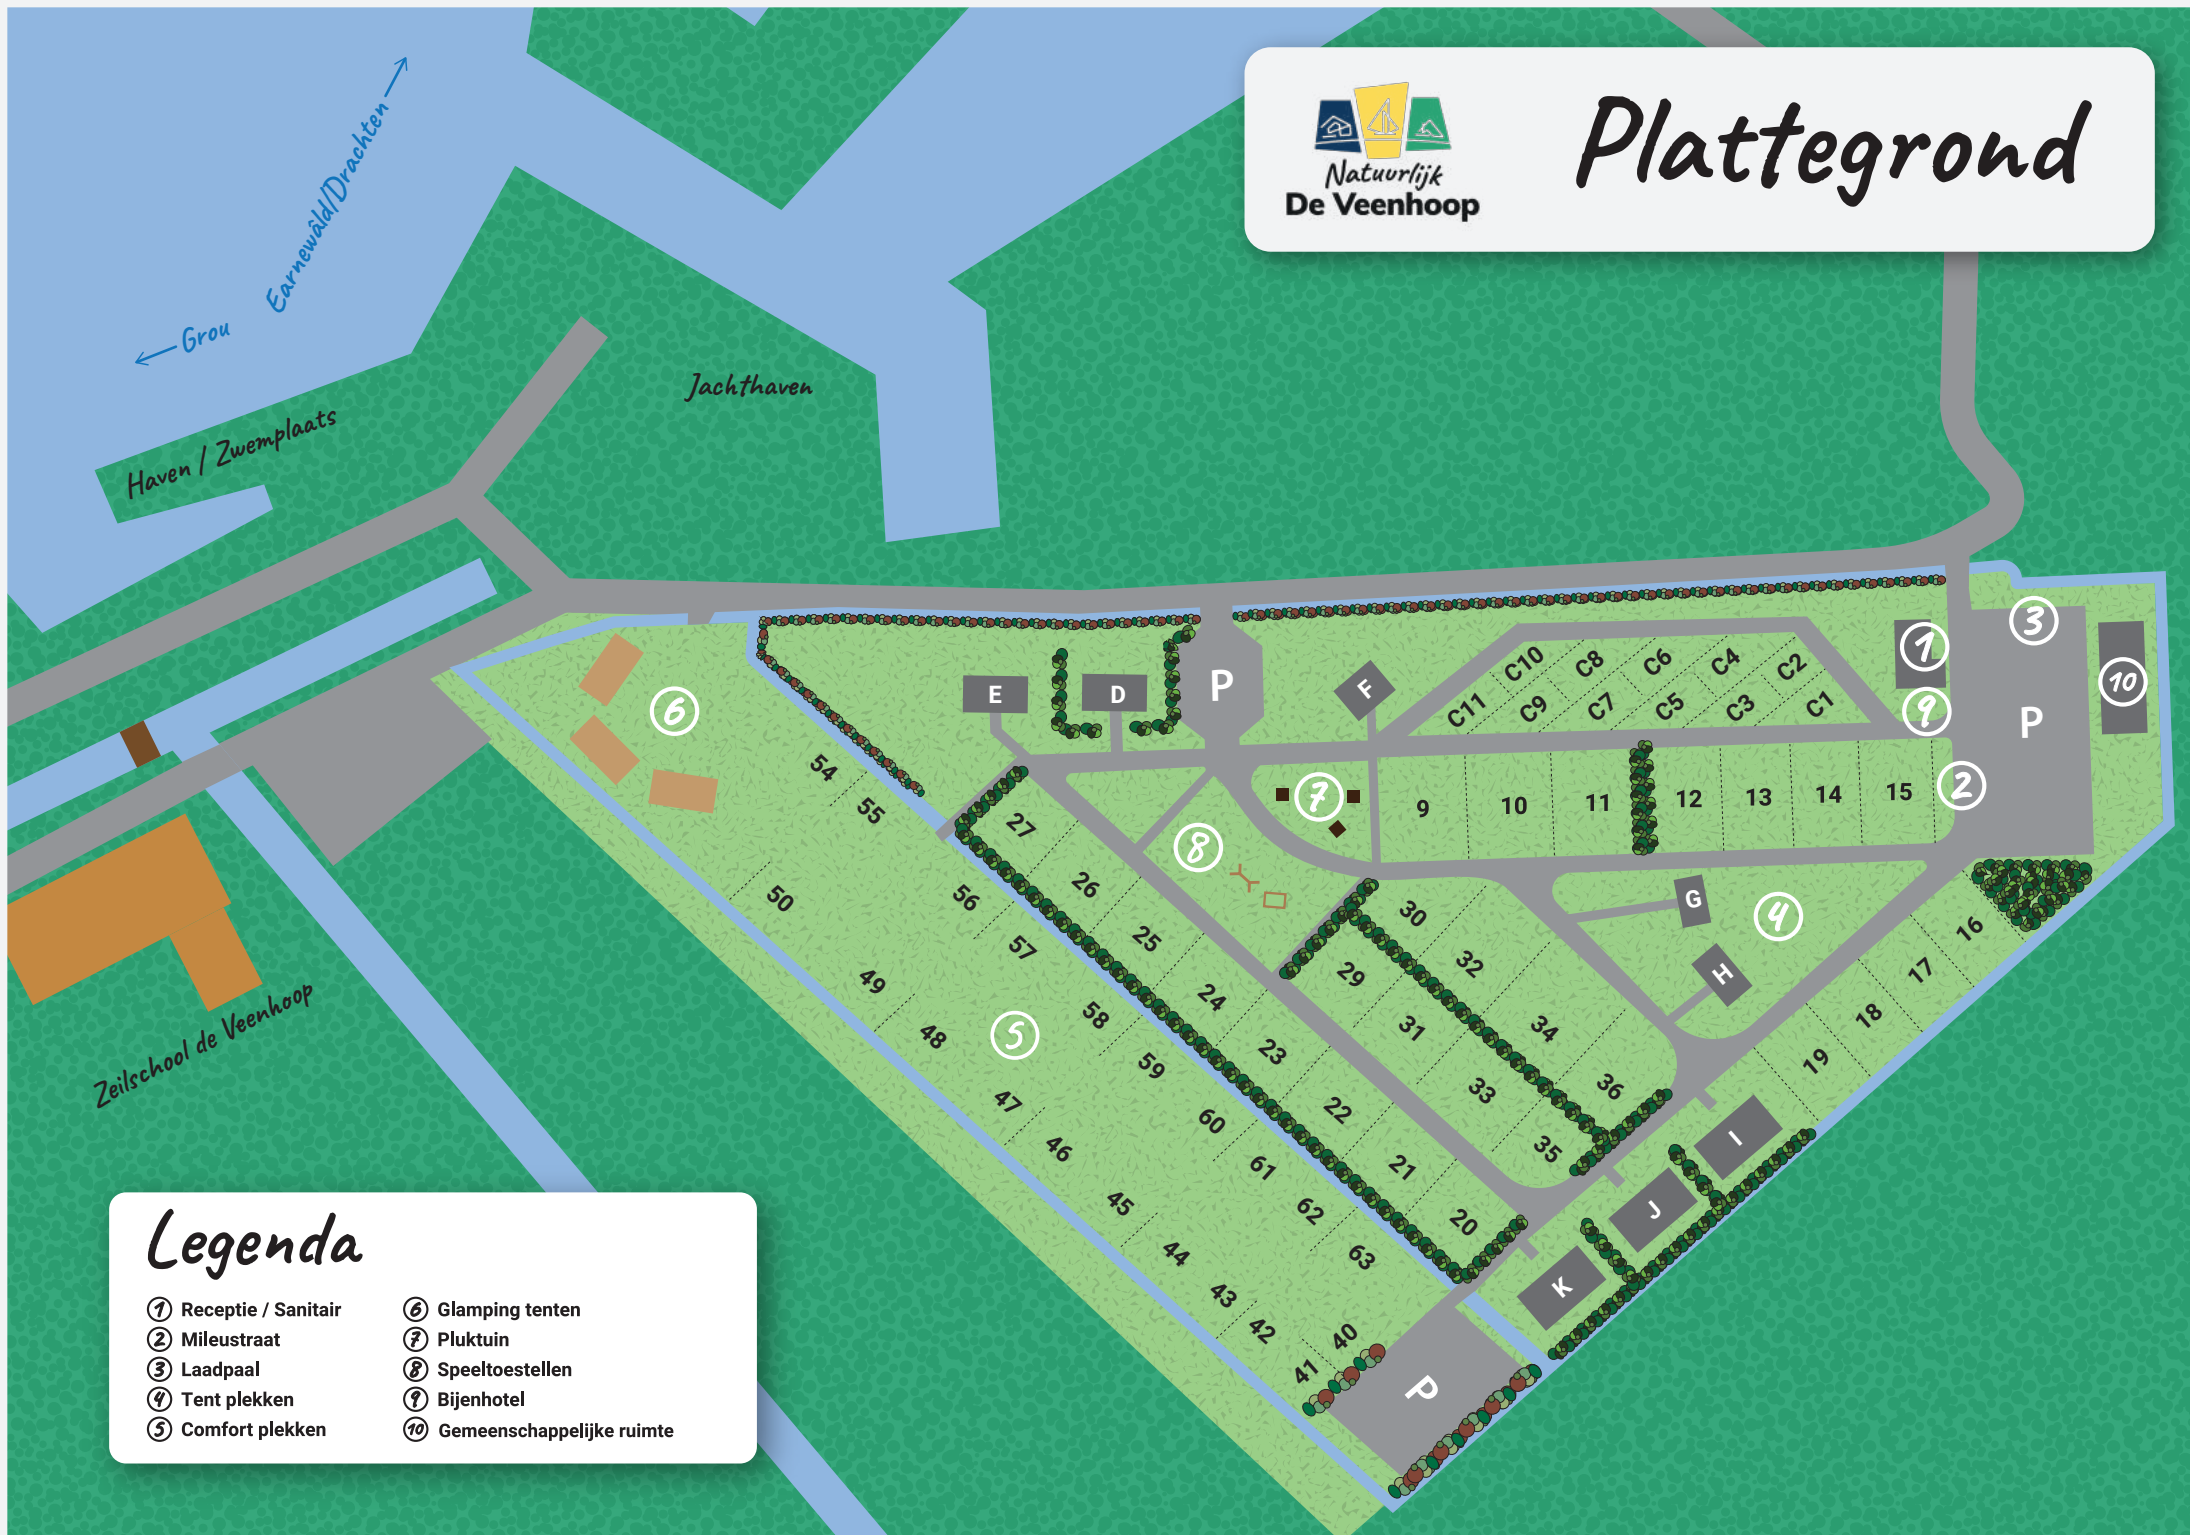 Plattegrond
Natuurlijk
De Veenhoop
Earnewâld/Drachten
Grou
Haven / Zwemplaats
Jachthaven
Zeilschool de Veenhoop
1
2
3
4
5
6
7
8
9
10
P
P
P
E
D
F
G
H
I
J
K
C10
C8
C6
C4
C2
C11
C9
C7
C5
C3
C1
9
10
11
12
13
14
15
16
17
18
19
20
21
22
23
24
25
26
27
29
30
31
32
33
34
35
36
40
41
42
43
44
45
46
47
48
49
50
54
55
56
57
58
59
60
61
62
63
Legenda
1 Receptie / Sanitair
2 Mileustraat
3 Laadpaal
4 Tent plekken
5 Comfort plekken
6 Glamping tenten
7 Pluktuin
8 Speeltoestellen
9 Bijenhotel
10 Gemeenschappelijke ruimte